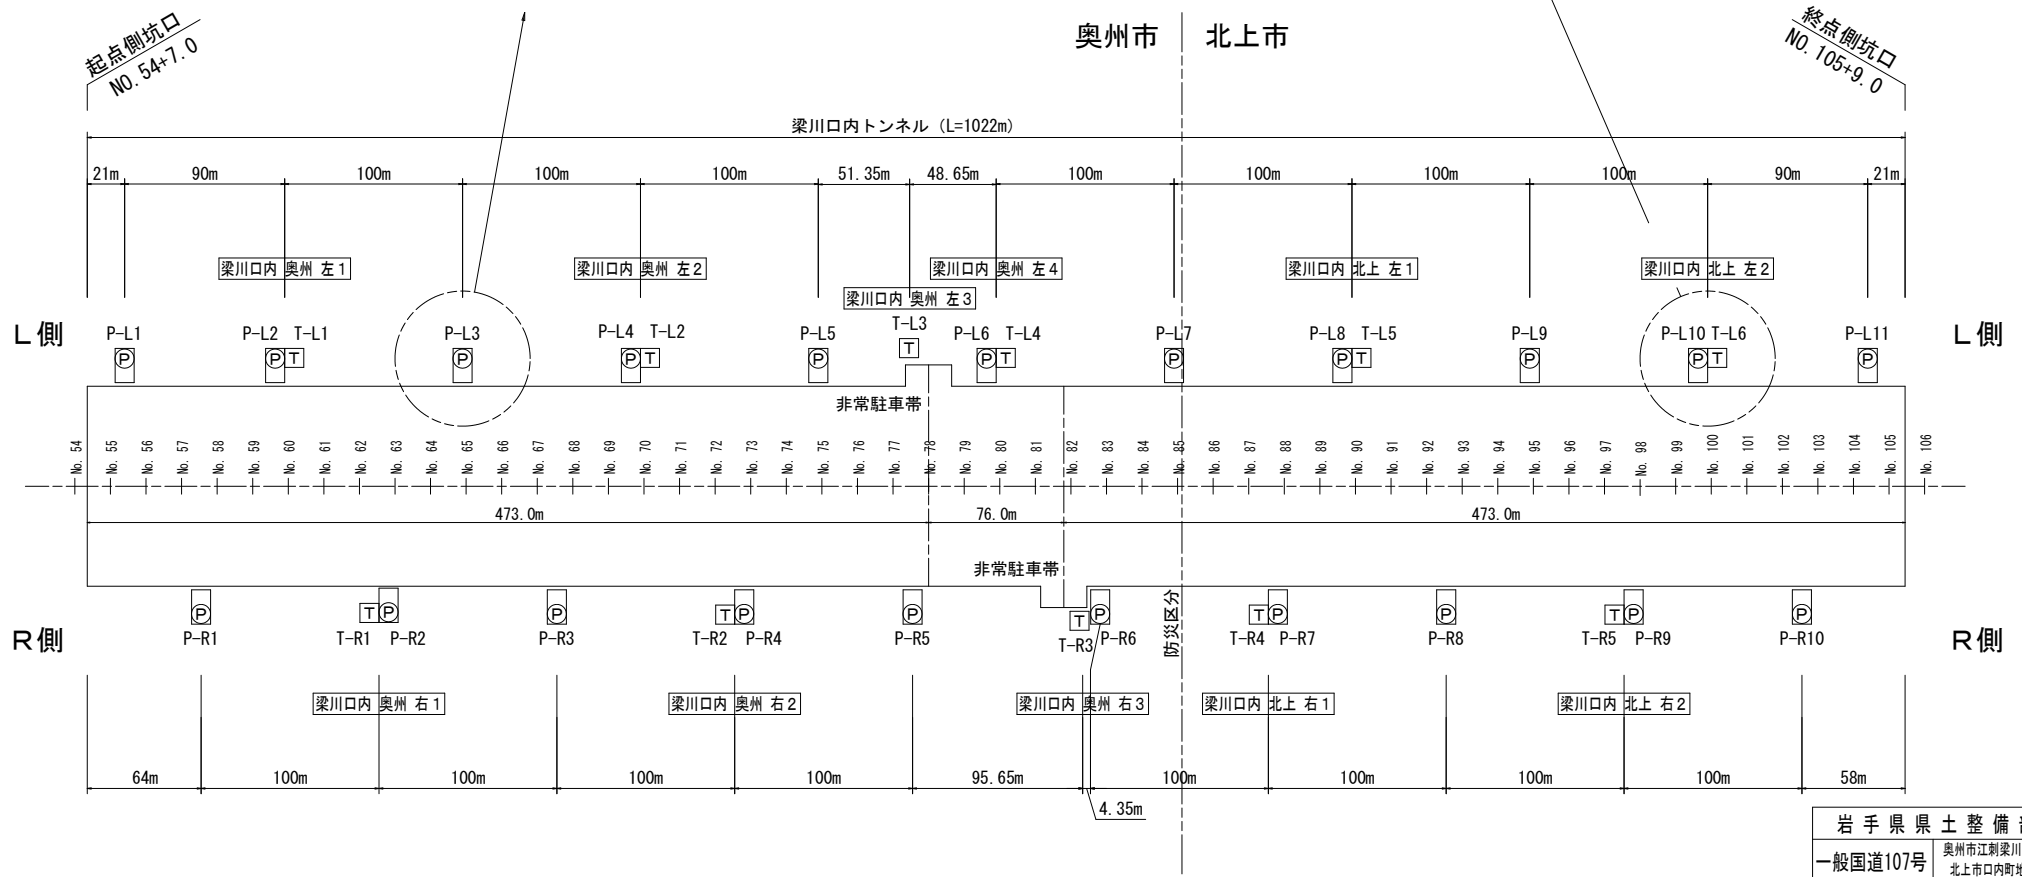 起点側坑口
NO.54+7.0
奥州市
北上市
終点側坑口
NO.105+9.0
梁川口内トンネル (L=1022m)
21m 90m 100m 100m 100m 51.35m 48.65m 100m 100m 100m 100m 90m 21m
梁川口内 奥州 左1
梁川口内 奥州 左2
梁川口内 奥州 左4
梁川口内 北上 左1
梁川口内 北上 左2
梁川口内 奥州 左3
L側
P-L1 P-L2 T-L1 P-L3 P-L4 T-L2 P-L5 T-L3 P-L6 T-L4 P-L7 P-L8 T-L5 P-L9 P-L10 T-L6 P-L11
L側
P P T P P T P T P T P P T P P T P
非常駐車帯
No. 54 No. 55 No. 56 No. 57 No. 58 No. 59 No. 60 No. 61 No. 62 No. 63 No. 64 No. 65 No. 66 No. 67 No. 68 No. 69 No. 70 No. 71 No. 72 No. 73 No. 74 No. 75 No. 76 No. 77 No. 78 No. 79 No. 80 No. 81 No. 82 No. 83 No. 84 No. 85 No. 86 No. 87 No. 88 No. 89 No. 90 No. 91 No. 92 No. 93 No. 94 No. 95 No. 96 No. 97 No. 98 No. 99 No. 100 No. 101 No. 102 No. 103 No. 104 No. 105 No. 106
473.0m 76.0m 473.0m
非常駐車帯
防災区分
P T P P T P P T P T P P T P P
R側
P-R1 T-R1 P-R2 P-R3 T-R2 P-R4 P-R5 T-R3 P-R6 T-R4 P-R7 P-R8 T-R5 P-R9 P-R10
R側
梁川口内 奥州 右1
梁川口内 奥州 右2
梁川口内 奥州 右3
梁川口内 北上 右1
梁川口内 北上 右2
64m 100m 100m 100m 100m 95.65m 100m 100m 100m 100m 58m
4.35m
岩手県県土整備
一般国道107号
奥州市江刺梁川
北上市口内町